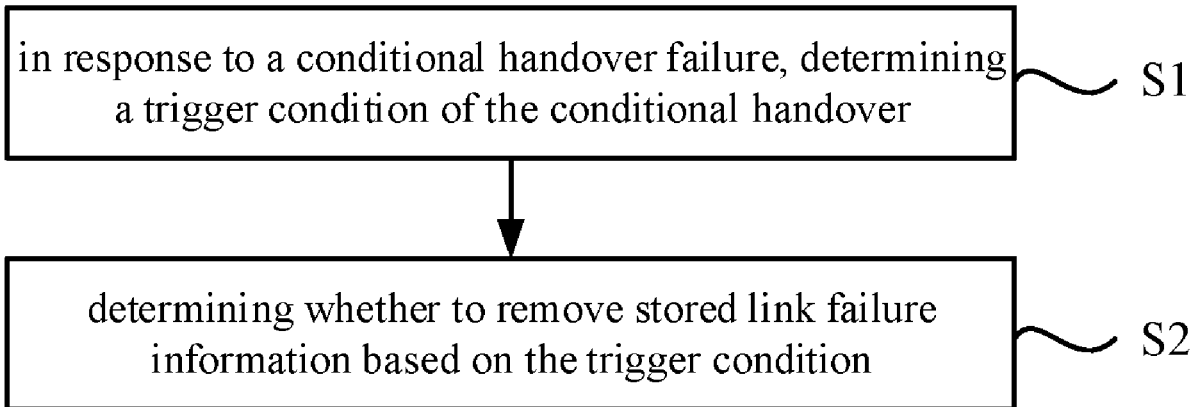 in response to a conditional handover failure, determining
a trigger condition of the conditional handover
S1
determining whether to remove stored link failure
information based on the trigger condition
S2